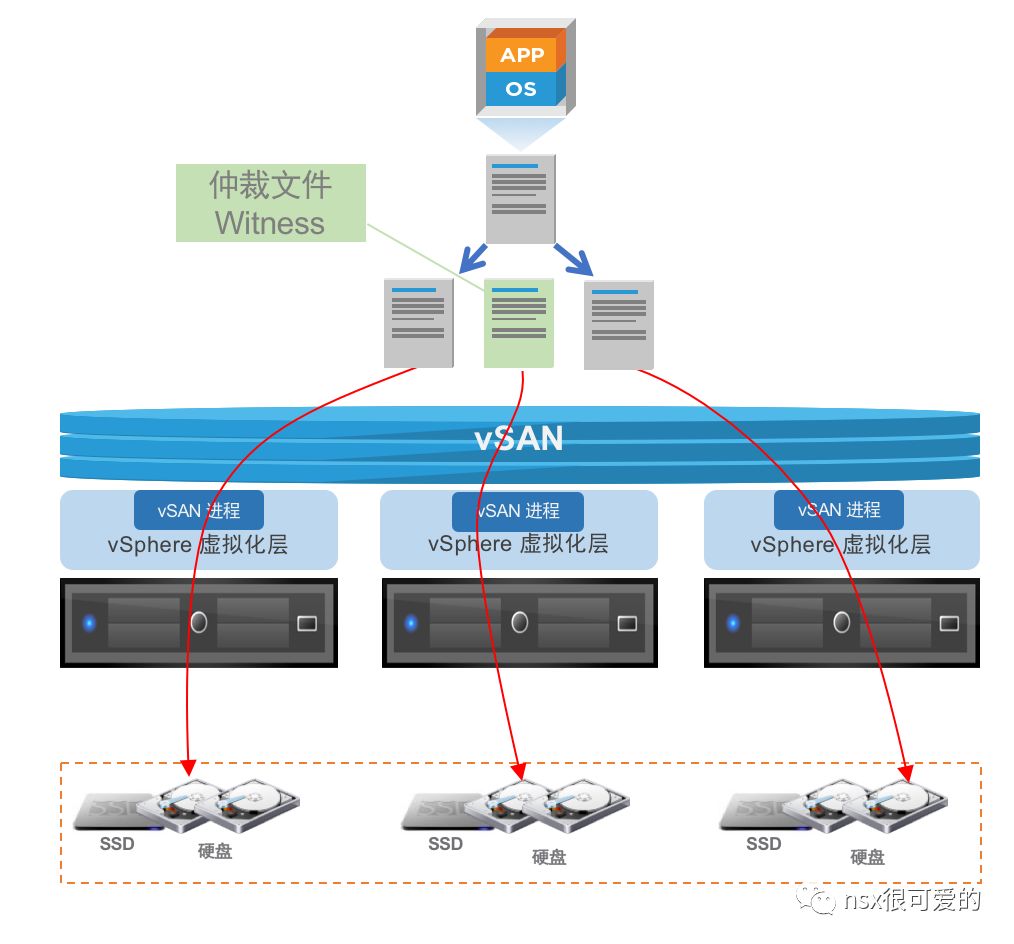 APP
OS
仲裁文件
Witness
vSAN
vSAN 进程
vSphere 虚拟化层
vSAN 进程
vSphere 虚拟化层
vSAN 进程
vSphere 虚拟化层
SSD
SSD
SSD
SSD
硬盘
SSD
硬盘
SSD
硬盘
nsx很可爱的